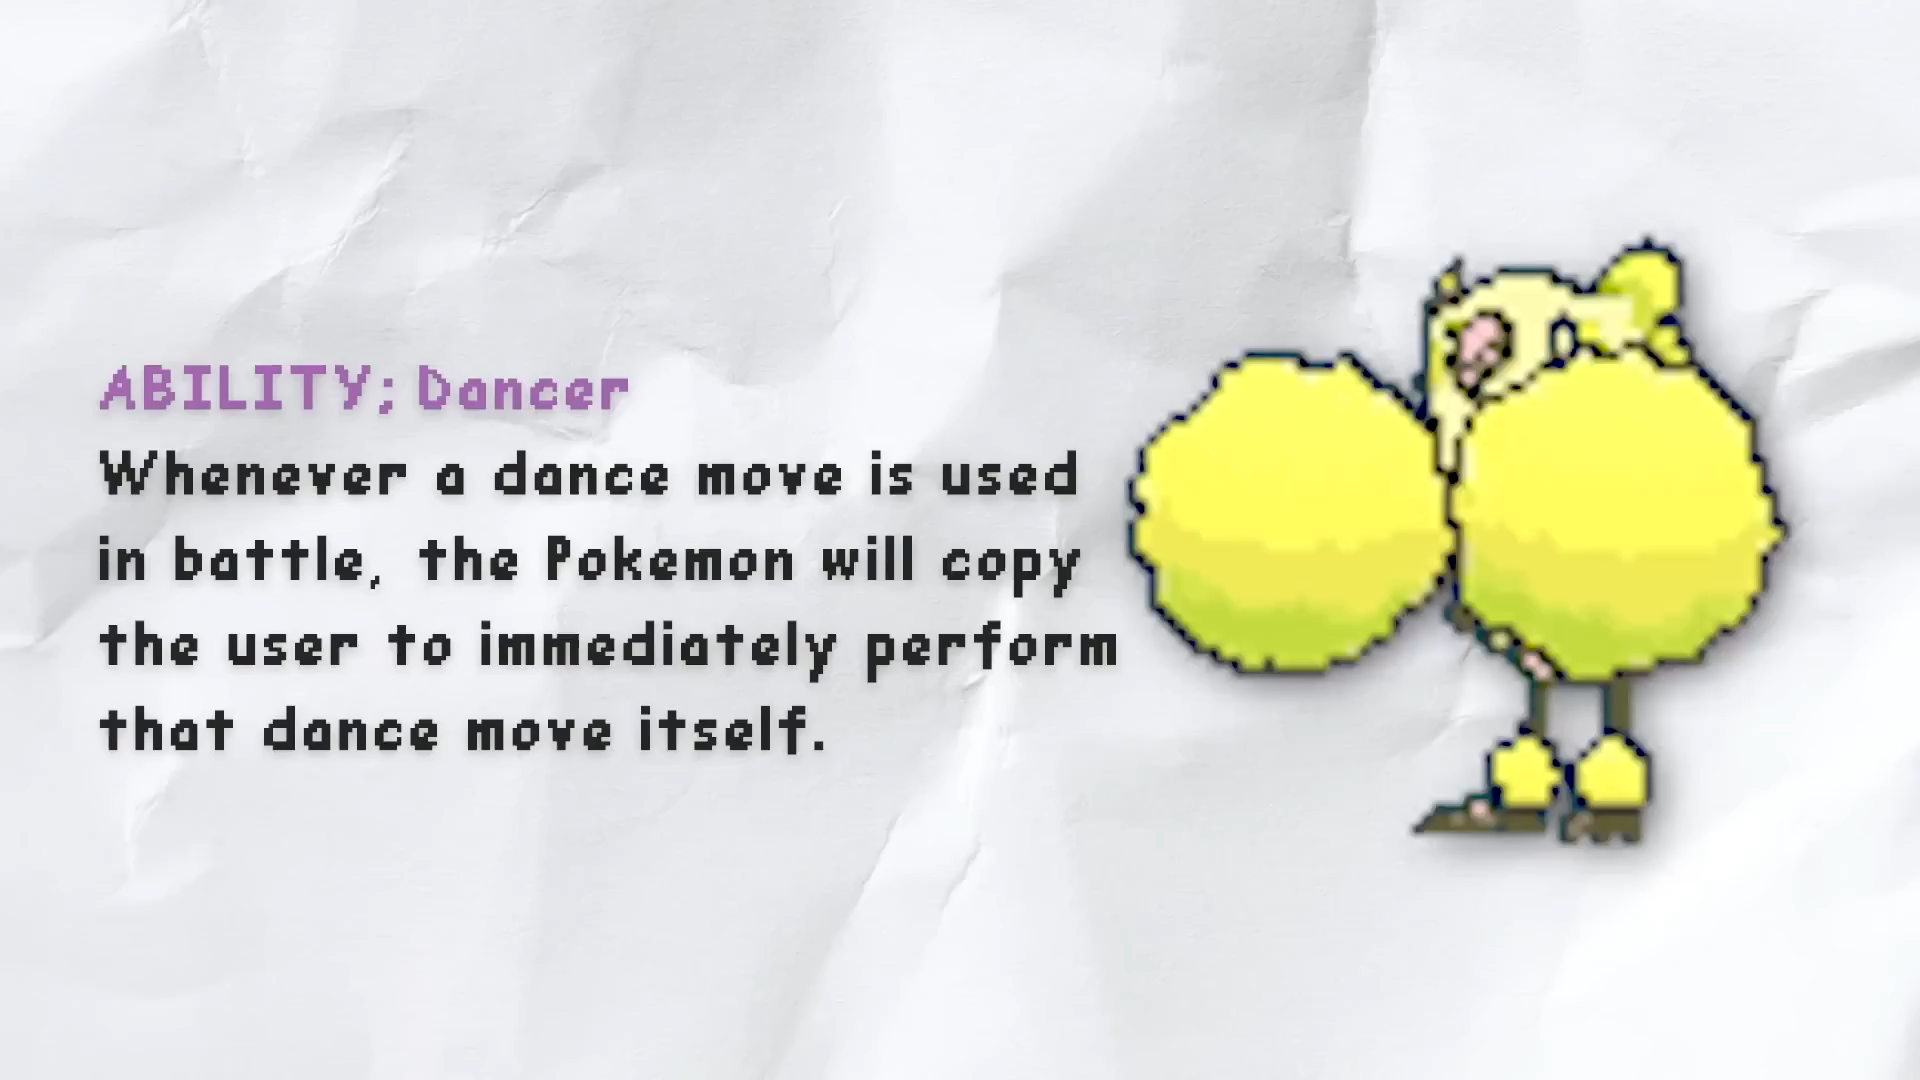 ABILITY; Dancer
Whenever a dance move is used
in battle, the Pokemon will copy
the user to immediately perform
that dance move itself.